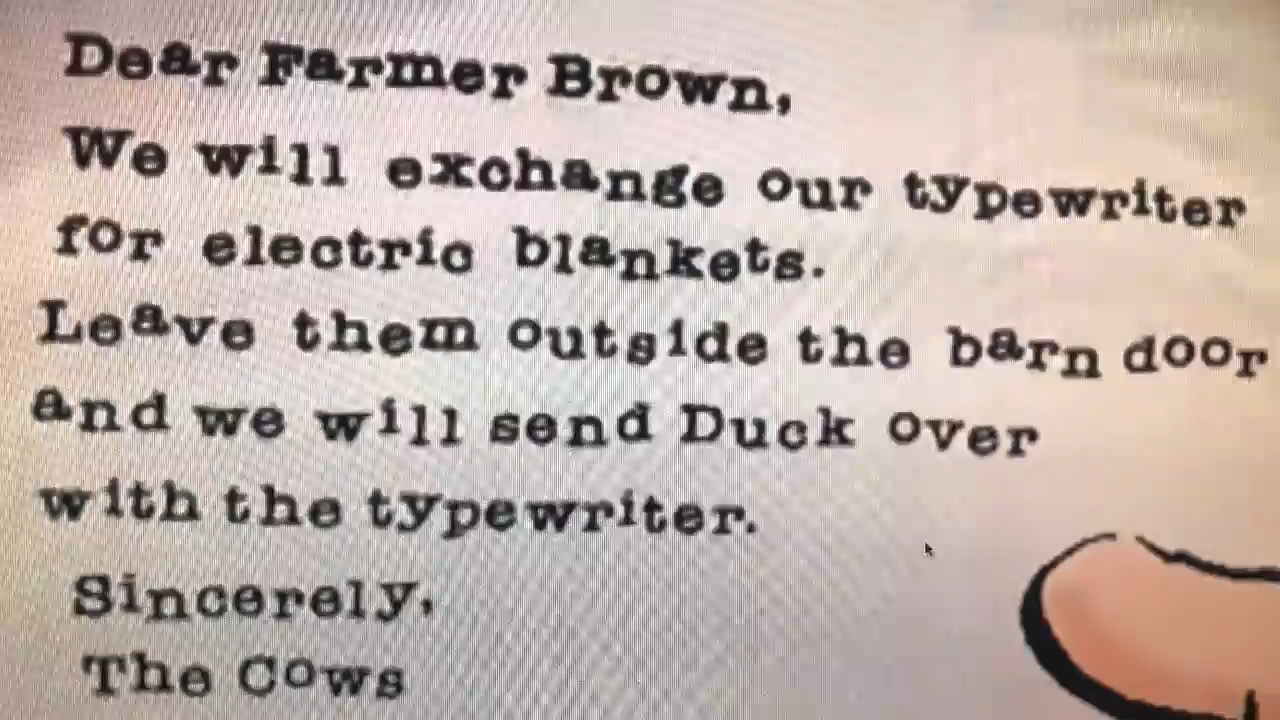 Dear Farmer Brown,
We will exchange our typewriter
for electric blankets.
Leave them outside the barn door
and we will send Duck over
with the typewriter.
Sincerely,
The Cows